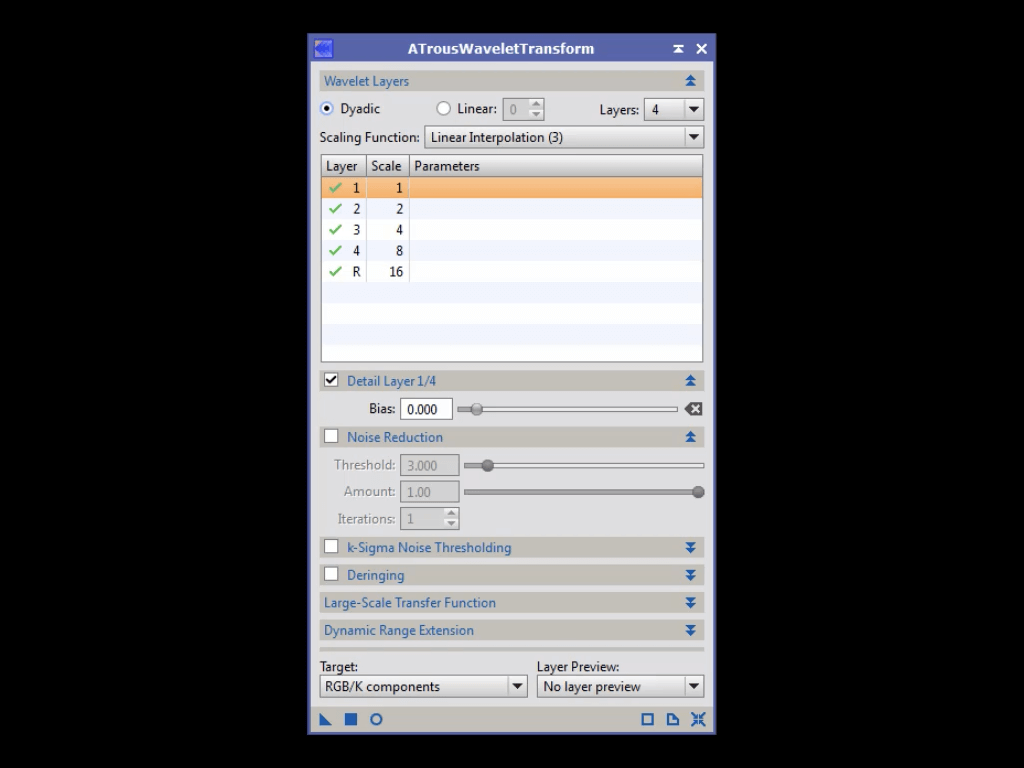 ATrousWaveletTransform
Wavelet Layers
Dyadic Linear: 0 Layers: 4
Scaling Function: Linear Interpolation (3)
Layer Scale Parameters
1 1
2 2
3 4
4 8
R 16
Detail Layer 1/4
Bias: 0.000
Noise Reduction
Threshold: 3.000
Amount: 1.00
Iterations: 1
k-Sigma Noise Thresholding
Deringing
Large-Scale Transfer Function
Dynamic Range Extension
Target: Layer Preview:
RGB/K components No layer preview